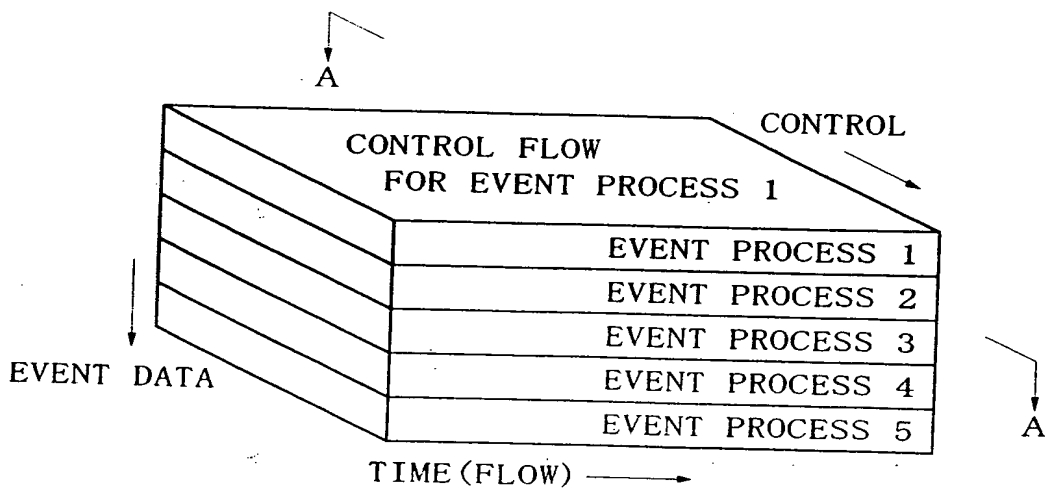 A
CONTROL
CONTROL FLOW
FOR EVENT PROCESS 1
EVENT PROCESS 1
EVENT PROCESS 2
EVENT PROCESS 3
EVENT PROCESS 4
EVENT PROCESS 5
EVENT DATA
A
TIME(FLOW)